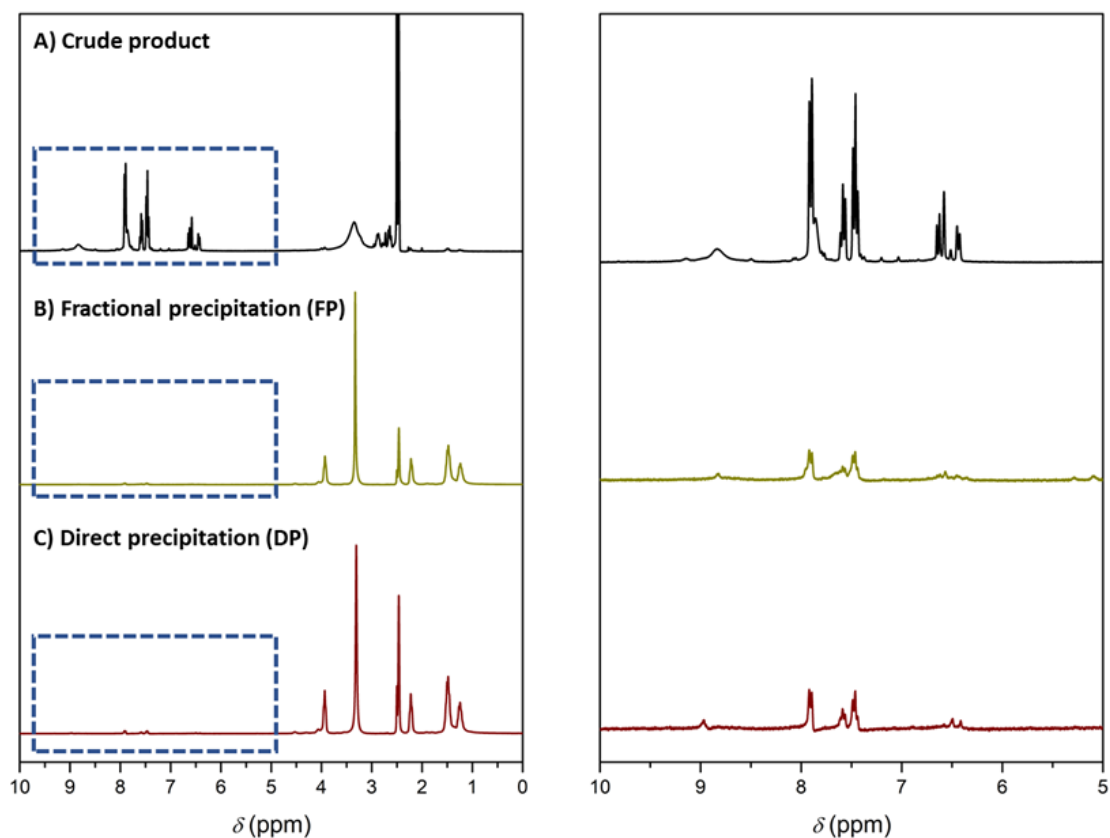 A) Crude product
B) Fractional precipitation (FP)
C) Direct precipitation (DP)
10 9 8 7 6 5 4 3 2 1 0
δ (ppm)
10 9 8 7 6 5
δ (ppm)